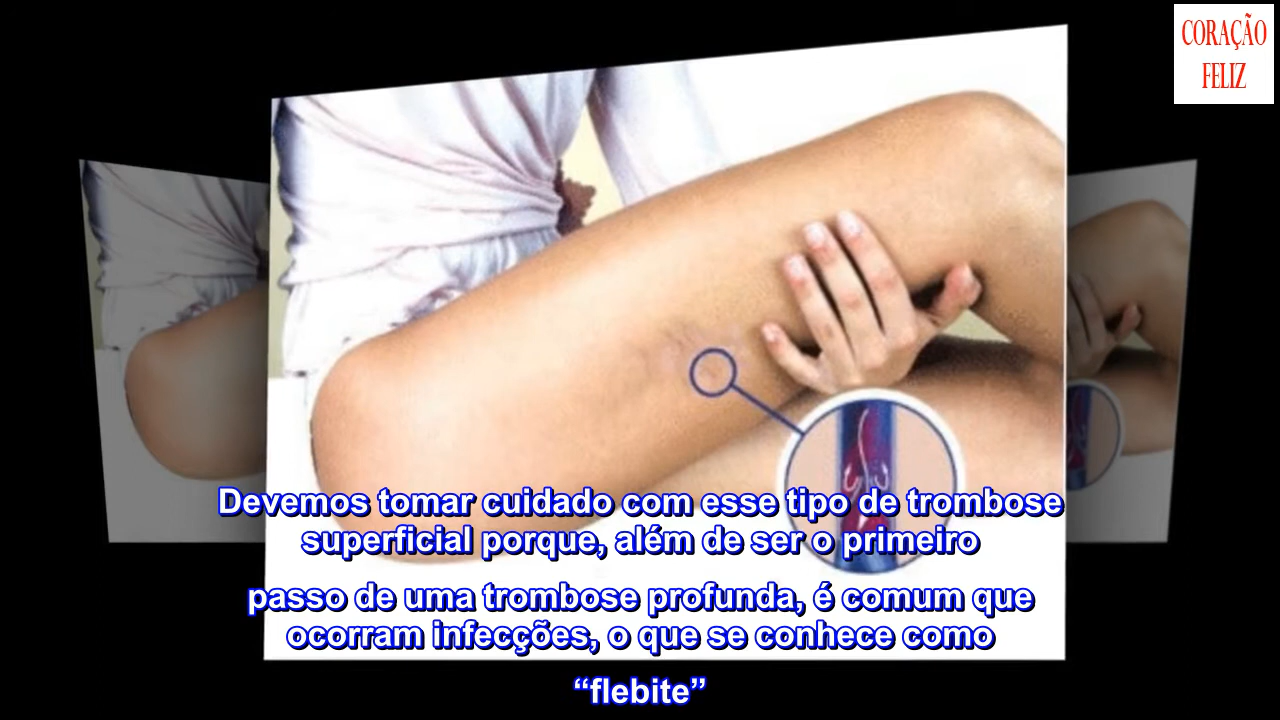 CORAÇÃO
FELIZ
Devemos tomar cuidado com esse tipo de trombose
superficial porque, além de ser o primeiro
passo de uma trombose profunda, é comum que
ocorram infecções, o que se conhece como
“flebite”